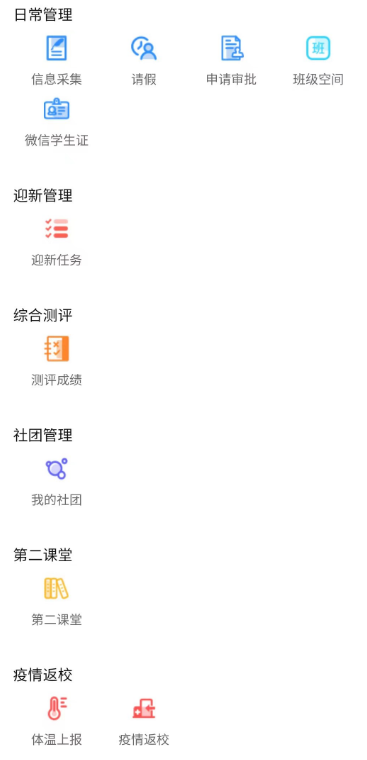 日常管理
信息采集 请假 申请审批 班级空间
班
微信学生证
迎新管理
迎新任务
综合测评
测评成绩
社团管理
我的社团
第二课堂
第二课堂
疫情返校
体温上报 疫情返校